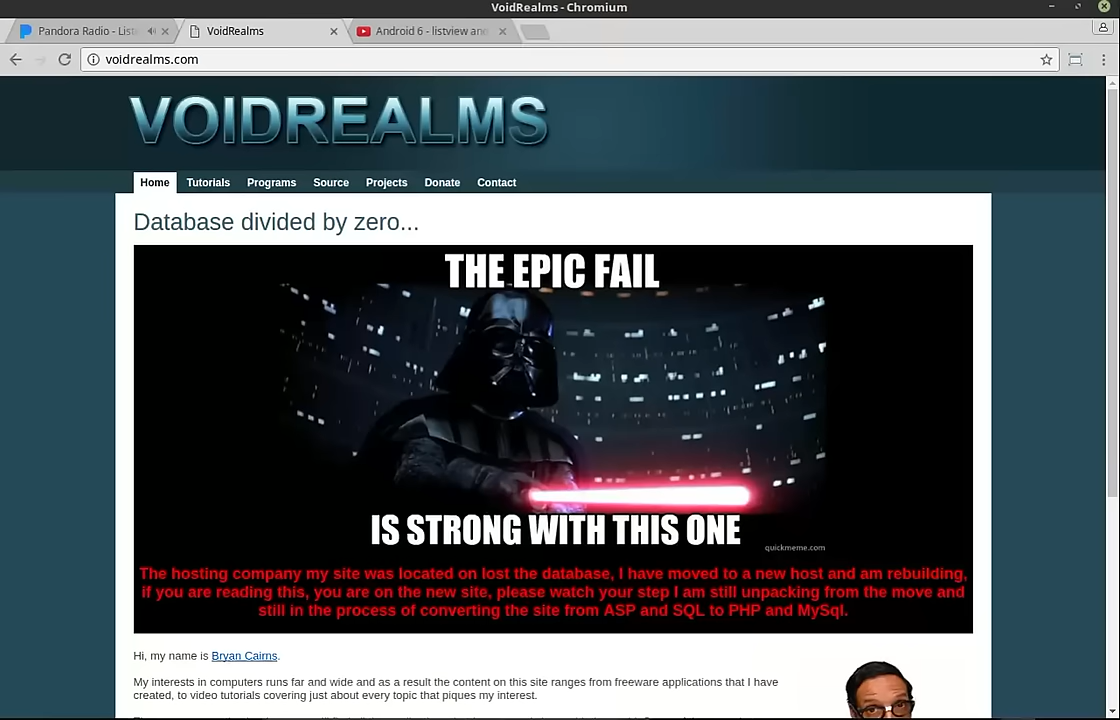 VoidRealms - Chromium
Pandora Radio - List
VoidRealms
Android 6 - listview an
voidrealms.com
VOIDREALMS
Home Tutorials Programs Source Projects Donate Contact
Database divided by zero...
THE EPIC FAIL
IS STRONG WITH THIS ONE
quickmeme.com
The hosting company my site was located on lost the database, I have moved to a new host and am rebuilding,
if you are reading this, you are on the new site, please watch your step I am still unpacking from the move and
still in the process of converting the site from ASP and SQL to PHP and MySql.
Hi, my name is Bryan Cairns.
My interests in computers runs far and wide and as a result the content on this site ranges from freeware applications that I have
created, to video tutorials covering just about every topic that piques my interest.